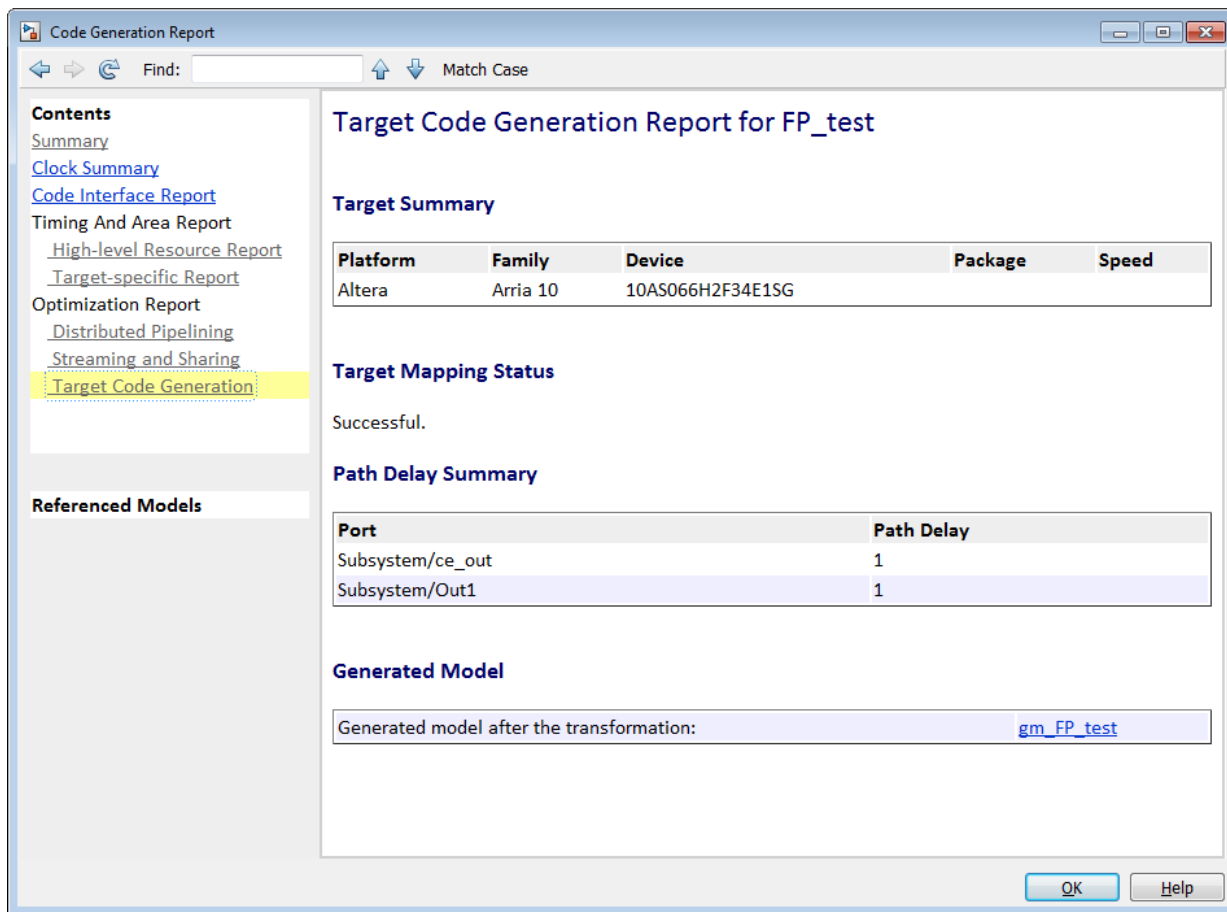 Code Generation Report
Find: Match Case
Contents
Summary
Clock Summary
Code Interface Report
Timing And Area Report
High-level Resource Report
Target-specific Report
Optimization Report
Distributed Pipelining
Streaming and Sharing
Target Code Generation
Referenced Models
Target Code Generation Report for FP_test
Target Summary
Platform Family Device Package Speed
Altera Arria 10 10AS066H2F34E1SG
Target Mapping Status
Successful.
Path Delay Summary
Port Path Delay
Subsystem/ce_out 1
Subsystem/Out1 1
Generated Model
Generated model after the transformation: gm_FP_test
OK Help